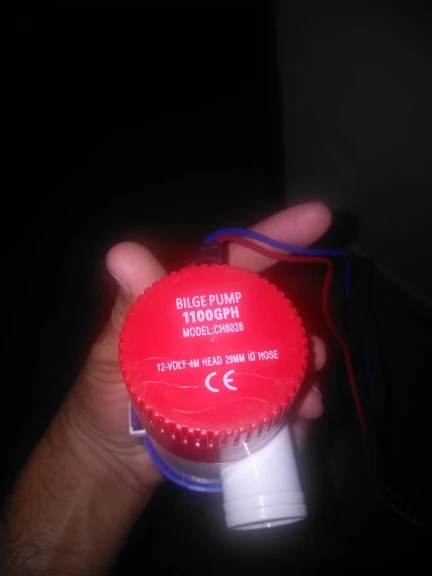 BILGE PUMP
1100GPH
MODEL:CH8028
12-VOLT 4M HEAD 29MM ID HOSE
CE